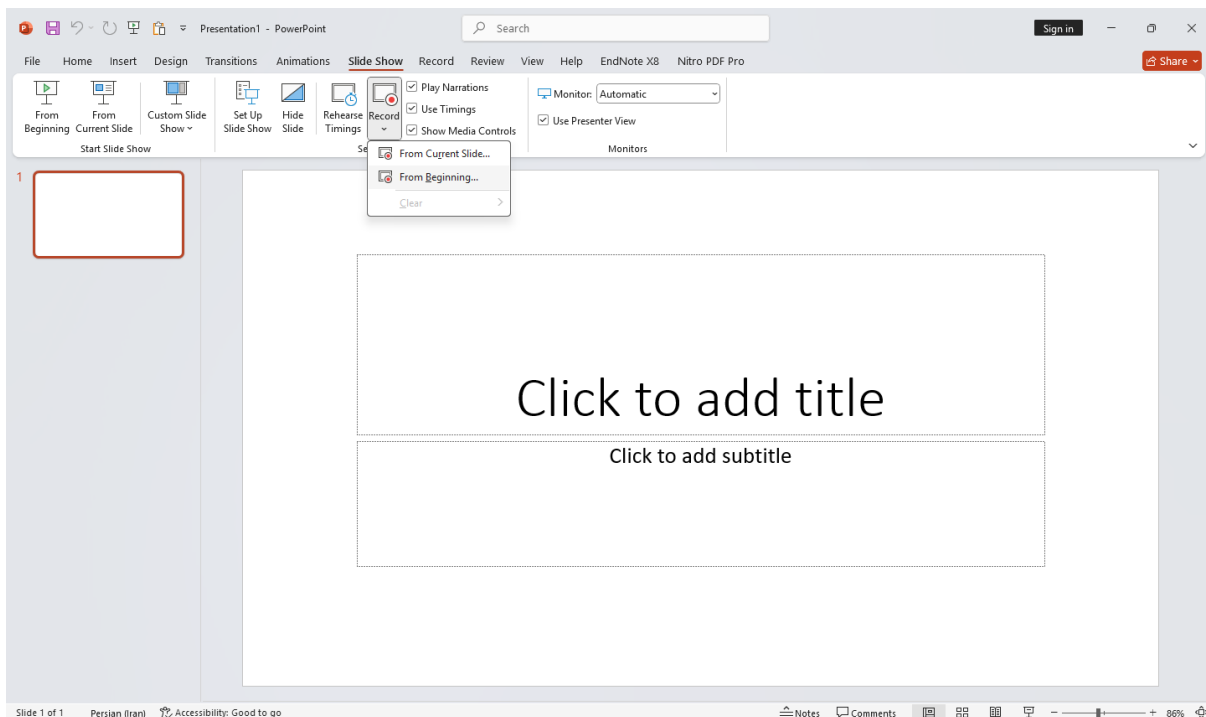 Presentation1 - PowerPoint
Search
Sign in
File Home Insert Design Transitions Animations Slide Show Record Review View Help EndNote X8 Nitro PDF Pro
Share
From Beginning
From Current Slide
Custom Slide Show
Set Up Slide Show
Hide Slide
Rehearse Timings
Record
Play Narrations
Use Timings
Show Media Controls
Monitor: Automatic
Use Presenter View
Start Slide Show
Se
Monitors
From Current Slide...
From Beginning...
Clear
1
Click to add title
Click to add subtitle
Slide 1 of 1 Persian (Iran) Accessibility: Good to go
Notes Comments 86%